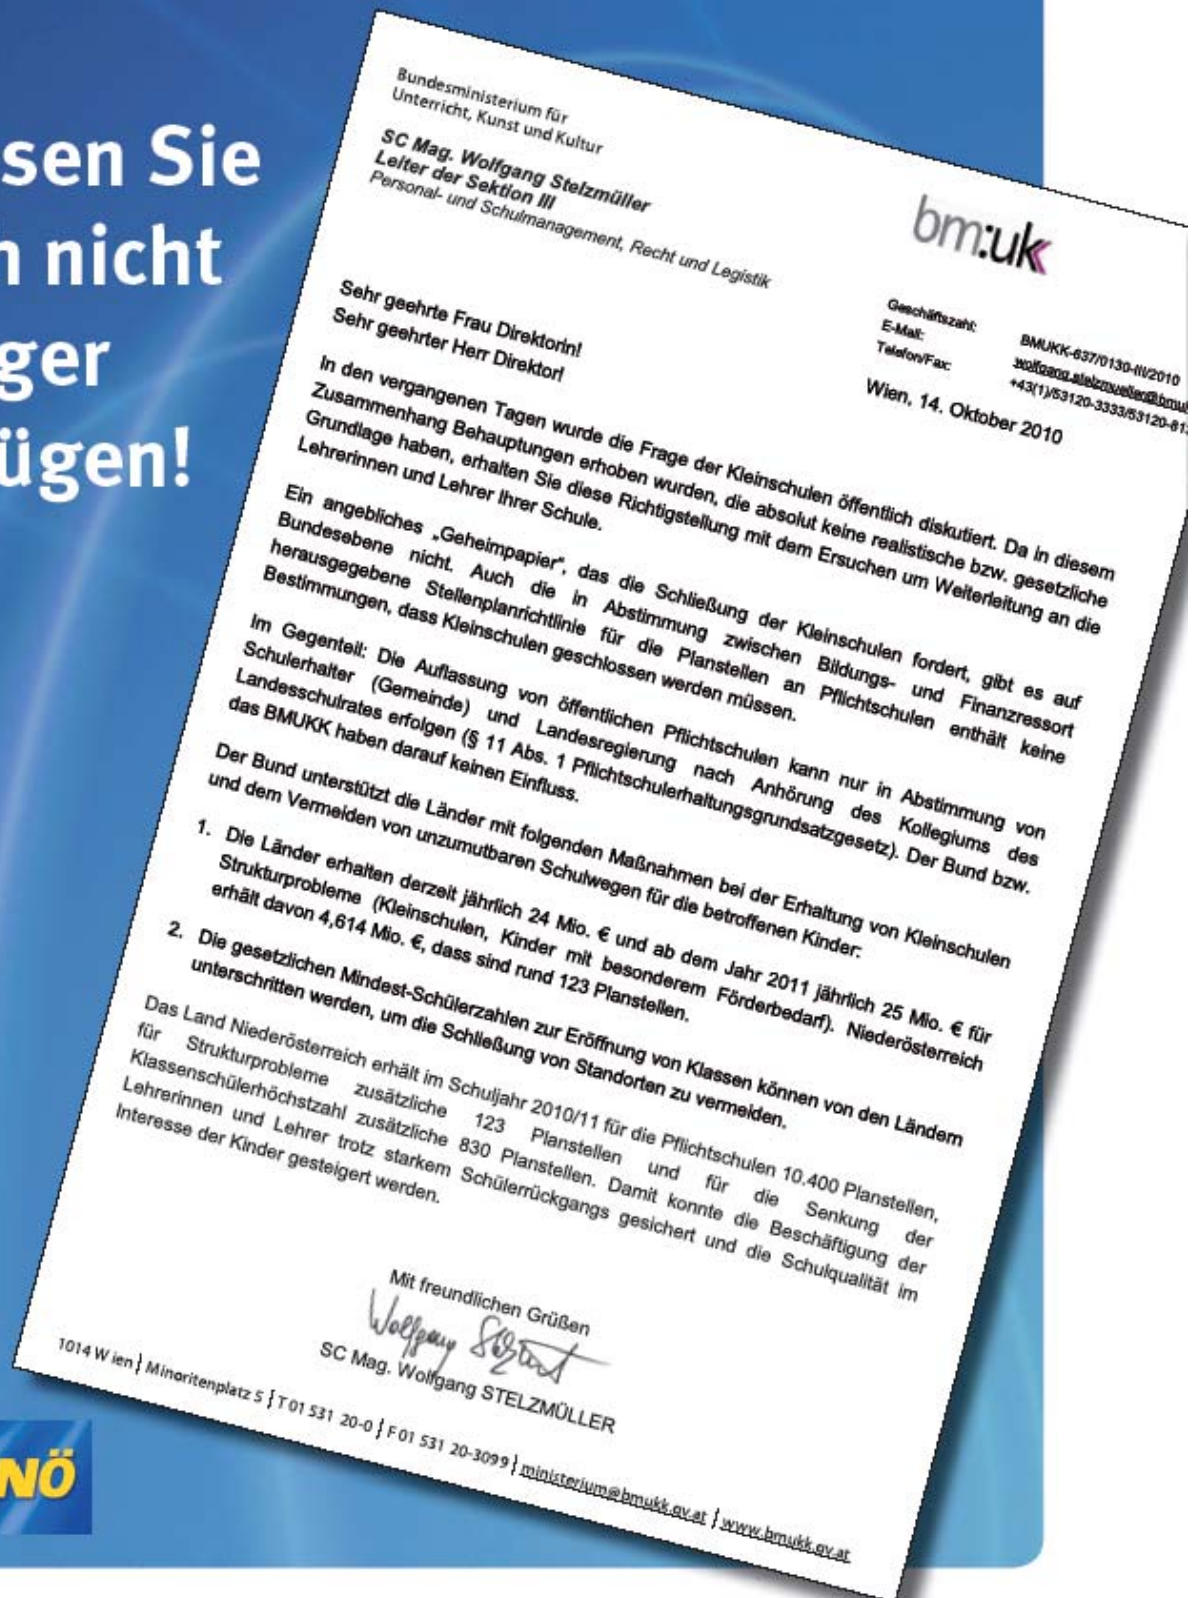 sen Sie
n nicht
ger
ügen!
NÖ
Bundesministerium für
Unterricht, Kunst und Kultur
SC Mag. Wolfgang Stelzmüller
Leiter der Sektion III
Personal- und Schulmanagement, Recht und Legistik
bm:uk
Geschäftszahl: BMUKK-637/0130-III/2010
E-Mail: wolfgang.stelzmueller@bmuk
Telefon/Fax: +43(1)/53120-3333/53120-813
Wien, 14. Oktober 2010
Sehr geehrte Frau Direktorin!
Sehr geehrter Herr Direktor!
In den vergangenen Tagen wurde die Frage der Kleinschulen öffentlich diskutiert. Da in diesem
Zusammenhang Behauptungen erhoben wurden, die absolut keine realistische bzw. gesetzliche
Grundlage haben, erhalten Sie diese Richtigstellung mit dem Ersuchen um Weiterleitung an die
Lehrerinnen und Lehrer Ihrer Schule.
Ein angebliches „Geheimpapier“, das die Schließung der Kleinschulen fordert, gibt es auf
Bundesebene nicht. Auch die in Abstimmung zwischen Bildungs- und Finanzressort
herausgegebene Stellenplanrichtlinie für die Planstellen an Pflichtschulen enthält keine
Bestimmungen, dass Kleinschulen geschlossen werden müssen.
Im Gegenteil: Die Auflassung von öffentlichen Pflichtschulen kann nur in Abstimmung von
Schulerhalter (Gemeinde) und Landesregierung nach Anhörung des Kollegiums des
Landesschulrates erfolgen (§ 11 Abs. 1 Pflichtschulerhaltungsgrundsatzgesetz). Der Bund bzw.
das BMUKK haben darauf keinen Einfluss.
Der Bund unterstützt die Länder mit folgenden Maßnahmen bei der Erhaltung von Kleinschulen
und dem Vermeiden von unzumutbaren Schulwegen für die betroffenen Kinder:
1. Die Länder erhalten derzeit jährlich 24 Mio. € und ab dem Jahr 2011 jährlich 25 Mio. € für
Strukturprobleme (Kleinschulen, Kinder mit besonderem Förderbedarf). Niederösterreich
erhält davon 4,614 Mio. €, dass sind rund 123 Planstellen.
2. Die gesetzlichen Mindest-Schülerzahlen zur Eröffnung von Klassen können von den Ländern
unterschritten werden, um die Schließung von Standorten zu vermeiden.
Das Land Niederösterreich erhält im Schuljahr 2010/11 für die Pflichtschulen 10.400 Planstellen,
für Strukturprobleme zusätzliche 123 Planstellen und für die Senkung der
Klassenschülerhöchstzahl zusätzliche 830 Planstellen. Damit konnte die Beschäftigung der
Lehrerinnen und Lehrer trotz starkem Schülerrückgangs gesichert und die Schulqualität im
Interesse der Kinder gesteigert werden.
Mit freundlichen Grüßen
SC Mag. Wolfgang STELZMÜLLER
1014 Wien } Minoritenplatz 5 { T 01 531 20-0 } F 01 531 20-3099 } ministerium@bmukk.gv.at } www.bmukk.gv.at